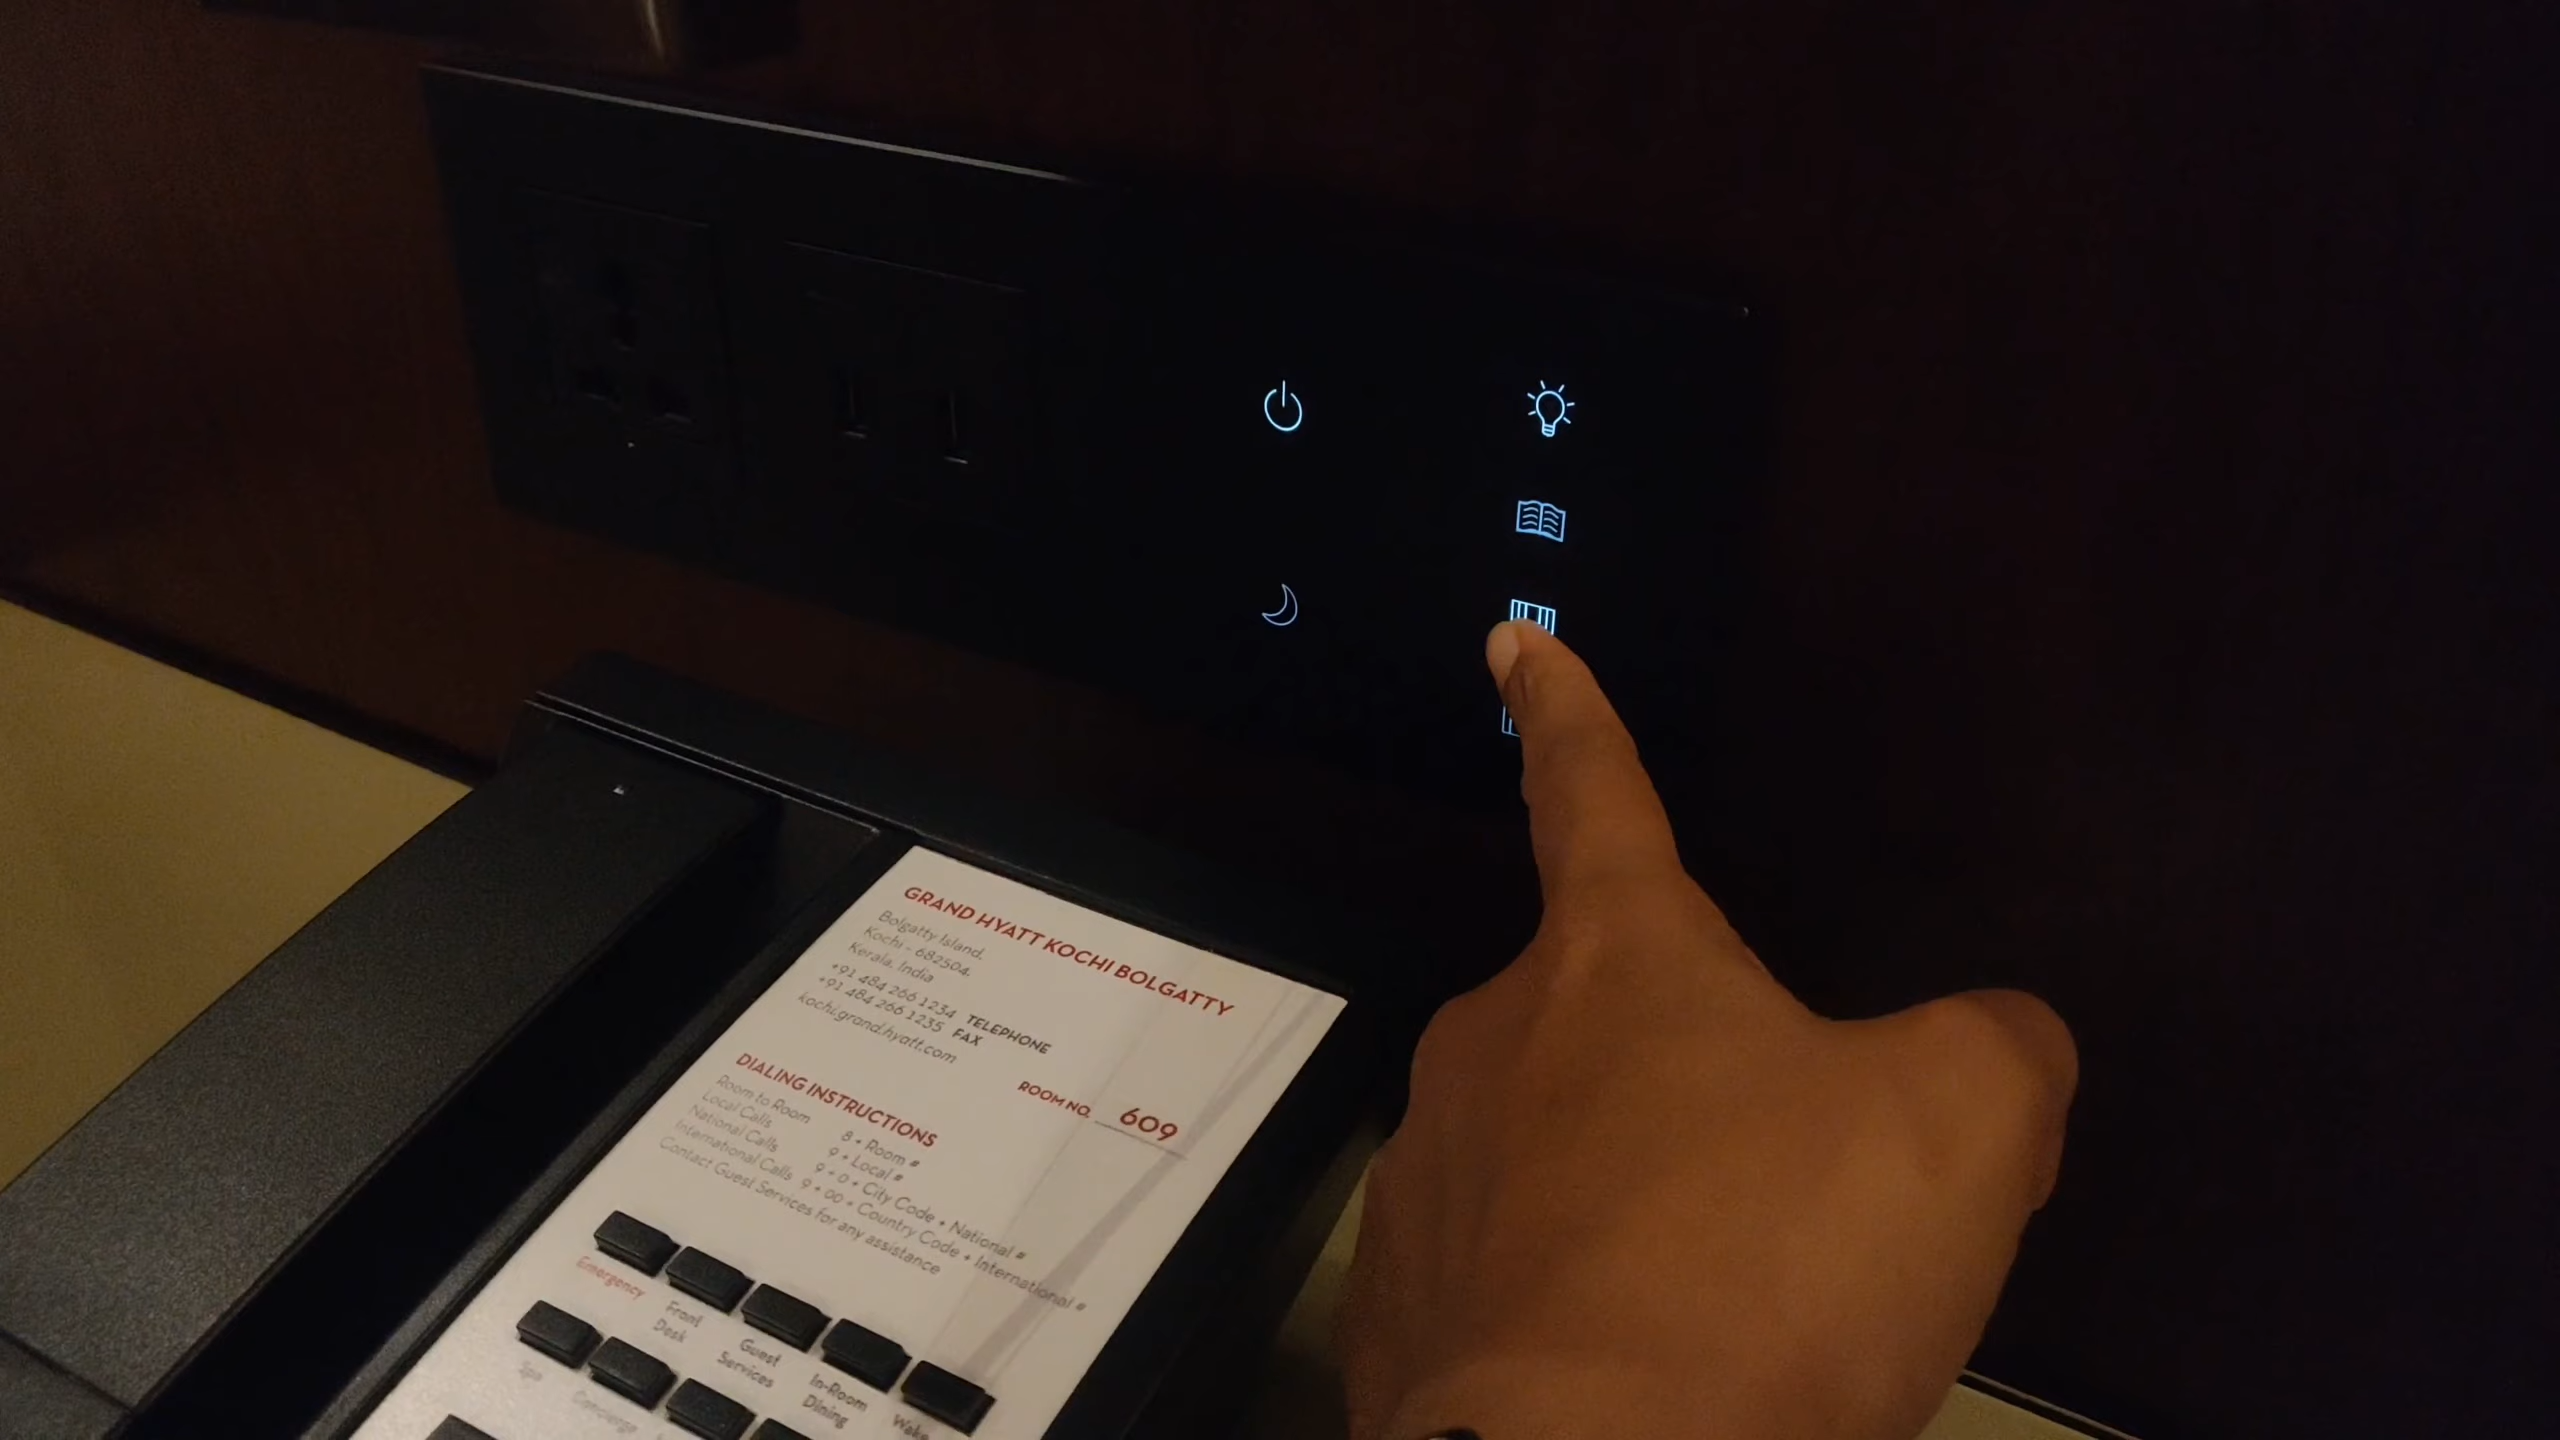 GRAND HYATT KOCHI BOLGATTY
Bolgatty Island,
Kochi - 682504.
Kerala, India
+91 484 266 1234 TELEPHONE
+91 484 266 1235 FAX
kochi.grand.hyatt.com
ROOM NO. 609
DIALING INSTRUCTIONS
Room to Room 8 + Room #
Local Calls 9 + Local #
National Calls 9 + 0 + City Code + National #
International Calls 9 + 00 + Country Code + International #
Contact Guest Services for any assistance
Emergency
Front Desk
Guest Services
In-Room Dining
Wake
Spa
Concierge